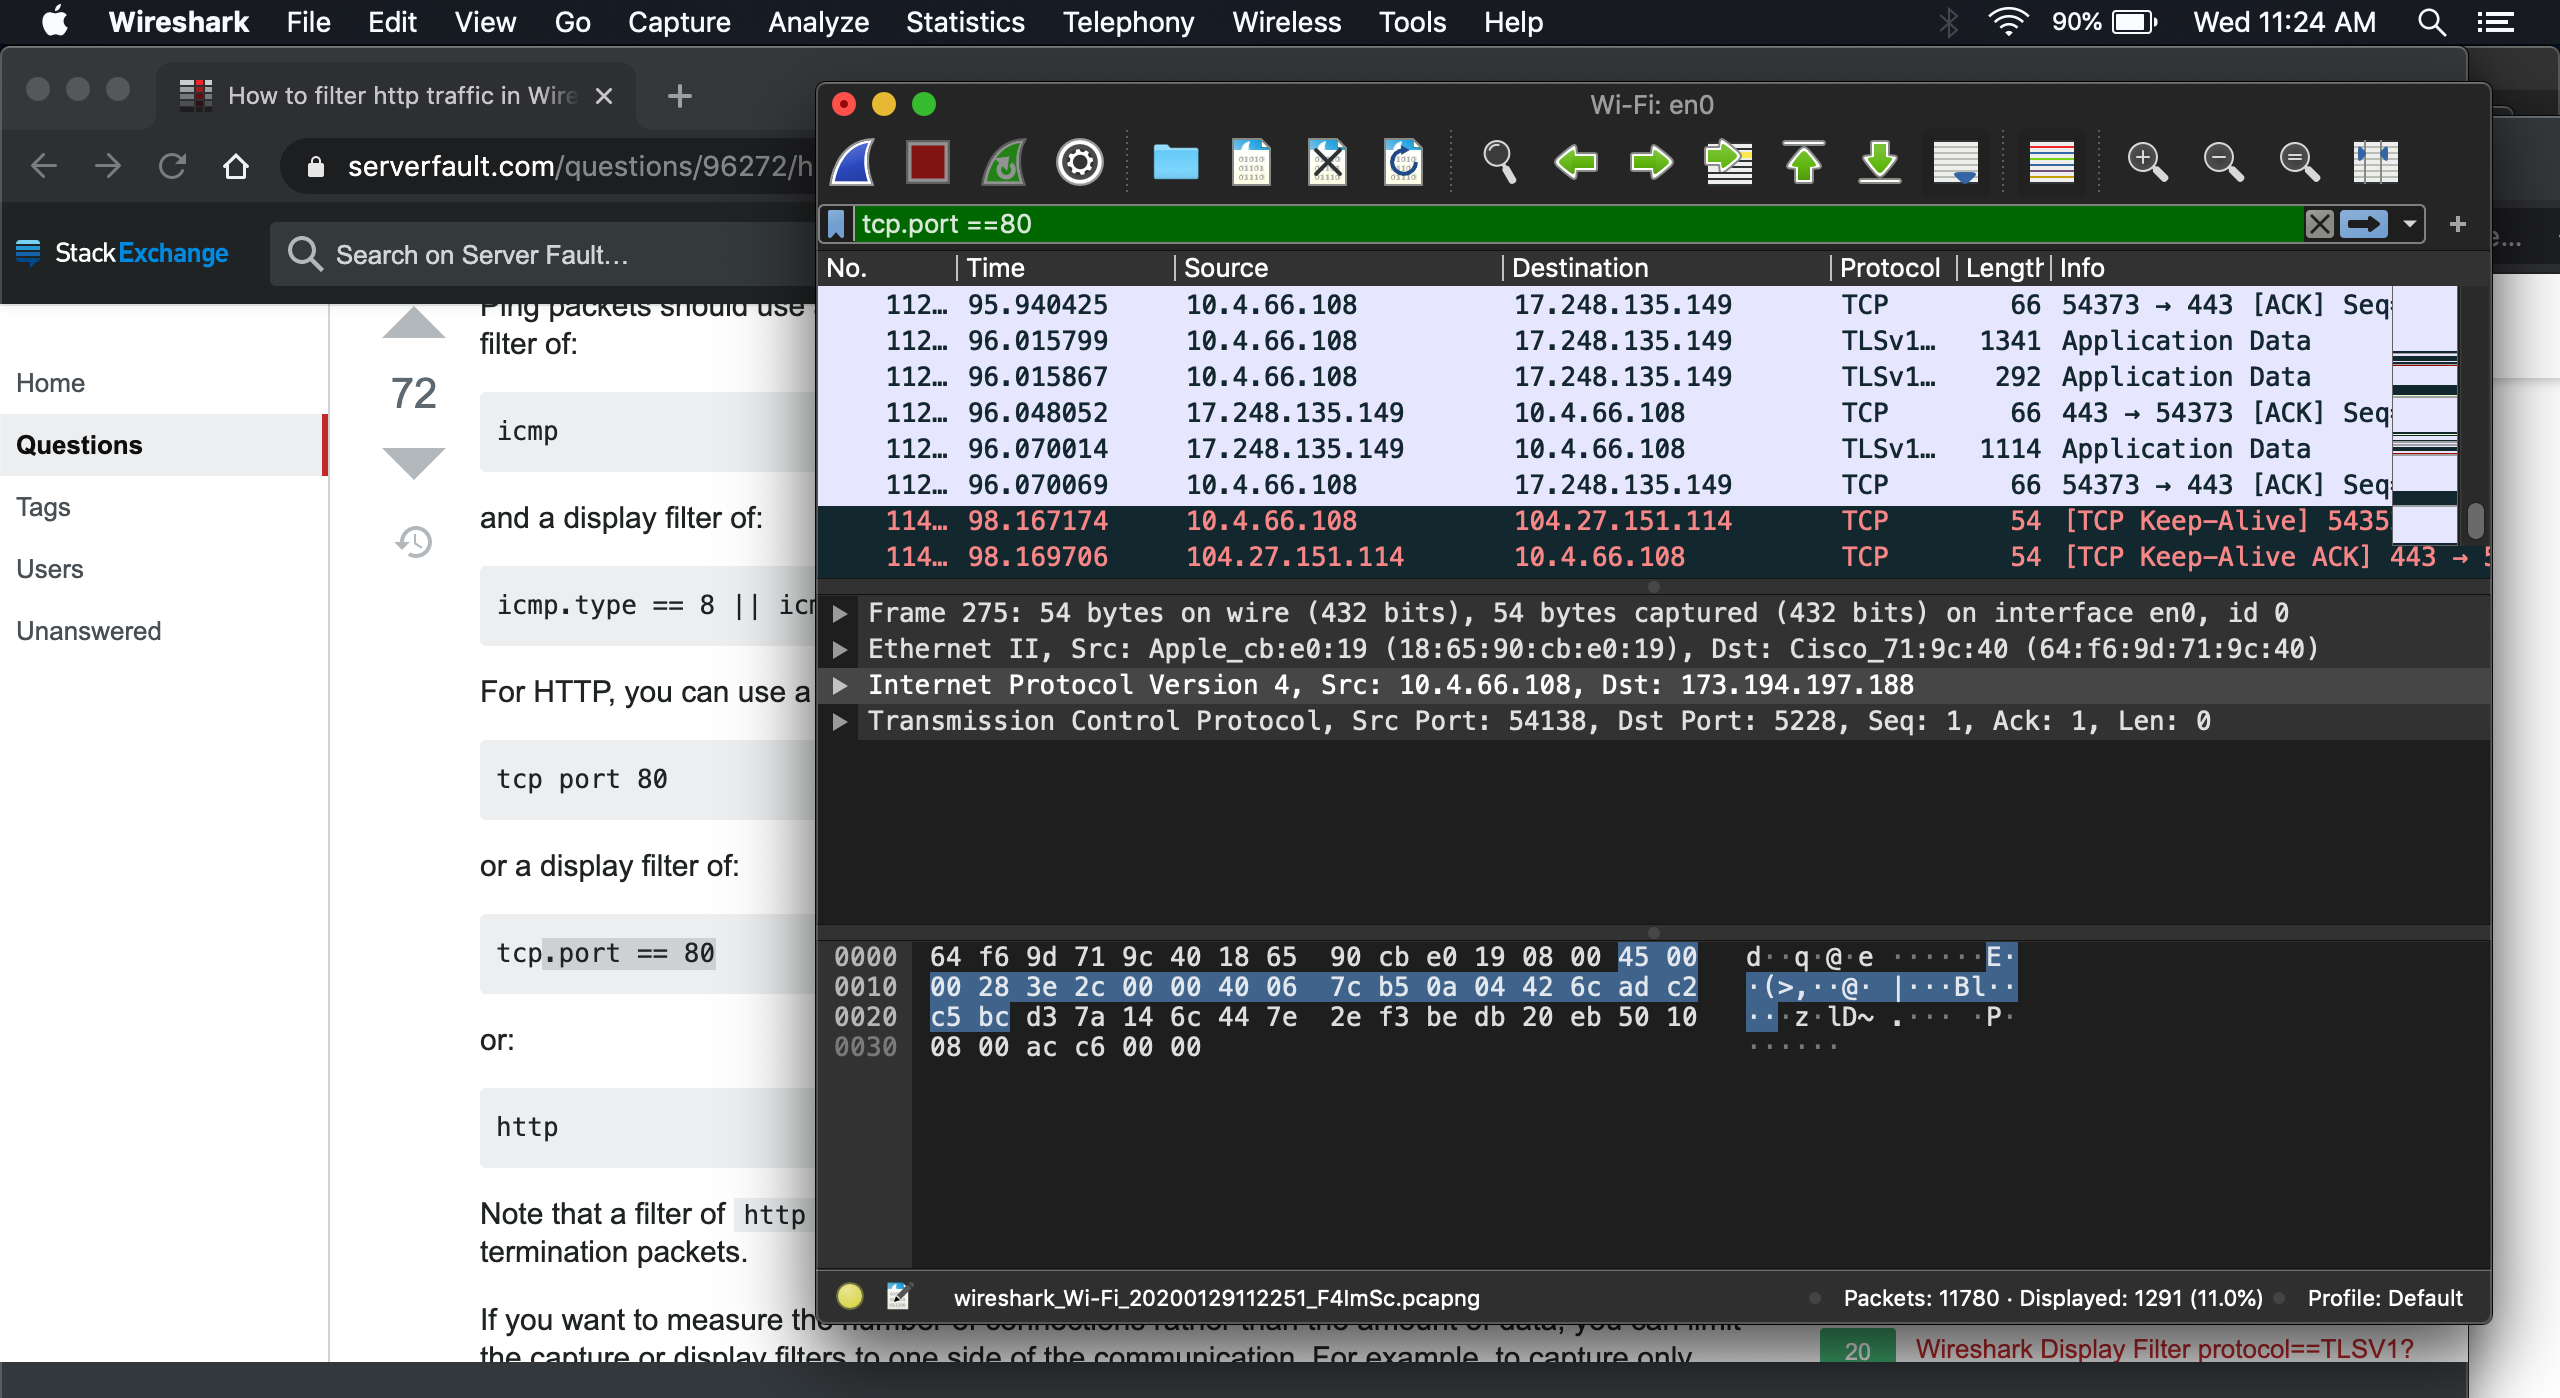 Wireshark File Edit View Go Capture Analyze Statistics Telephony Wireless Tools Help 90% Wed 11:24 AM
How to filter http traffic in Wire
serverfault.com/questions/96272/h
StackExchange Search on Server Fault...
Home
Questions
Tags
Users
Unanswered
72
Ping packets should use
filter of:
icmp
and a display filter of:
icmp.type == 8 || icm
For HTTP, you can use a
tcp port 80
or a display filter of:
tcp.port == 80
or:
http
Note that a filter of http
termination packets.
If you want to measure the number of connections rather than the amount of data, you can limit
the capture or display filters to one side of the communication. For example, to capture only
20 Wireshark Display Filter protocol==TLSV1?
Wi-Fi: en0
tcp.port ==80
No. Time Source Destination Protocol Length Info
112… 95.940425 10.4.66.108 17.248.135.149 TCP 66 54373 → 443 [ACK] Seq=
112… 96.015799 10.4.66.108 17.248.135.149 TLSv1… 1341 Application Data
112… 96.015867 10.4.66.108 17.248.135.149 TLSv1… 292 Application Data
112… 96.048052 17.248.135.149 10.4.66.108 TCP 66 443 → 54373 [ACK] Seq=
112… 96.070014 17.248.135.149 10.4.66.108 TLSv1… 1114 Application Data
112… 96.070069 10.4.66.108 17.248.135.149 TCP 66 54373 → 443 [ACK] Seq=
114… 98.167174 10.4.66.108 104.27.151.114 TCP 54 [TCP Keep-Alive] 5435
114… 98.169706 104.27.151.114 10.4.66.108 TCP 54 [TCP Keep-Alive ACK] 443 → 5
Frame 275: 54 bytes on wire (432 bits), 54 bytes captured (432 bits) on interface en0, id 0
Ethernet II, Src: Apple_cb:e0:19 (18:65:90:cb:e0:19), Dst: Cisco_71:9c:40 (64:f6:9d:71:9c:40)
Internet Protocol Version 4, Src: 10.4.66.108, Dst: 173.194.197.188
Transmission Control Protocol, Src Port: 54138, Dst Port: 5228, Seq: 1, Ack: 1, Len: 0
0000 64 f6 9d 71 9c 40 18 65 90 cb e0 19 08 00 45 00 d··q·@·e ······E·
0010 00 28 3e 2c 00 00 40 06 7c b5 0a 04 42 6c ad c2 ·(>,··@· |···Bl··
0020 c5 bc d3 7a 14 6c 44 7e 2e f3 be db 20 eb 50 10 ···z·lD~ .··· ·P·
0030 08 00 ac c6 00 00 ······
wireshark_Wi-Fi_20200129112251_F4ImSc.pcapng Packets: 11780 · Displayed: 1291 (11.0%) Profile: Default